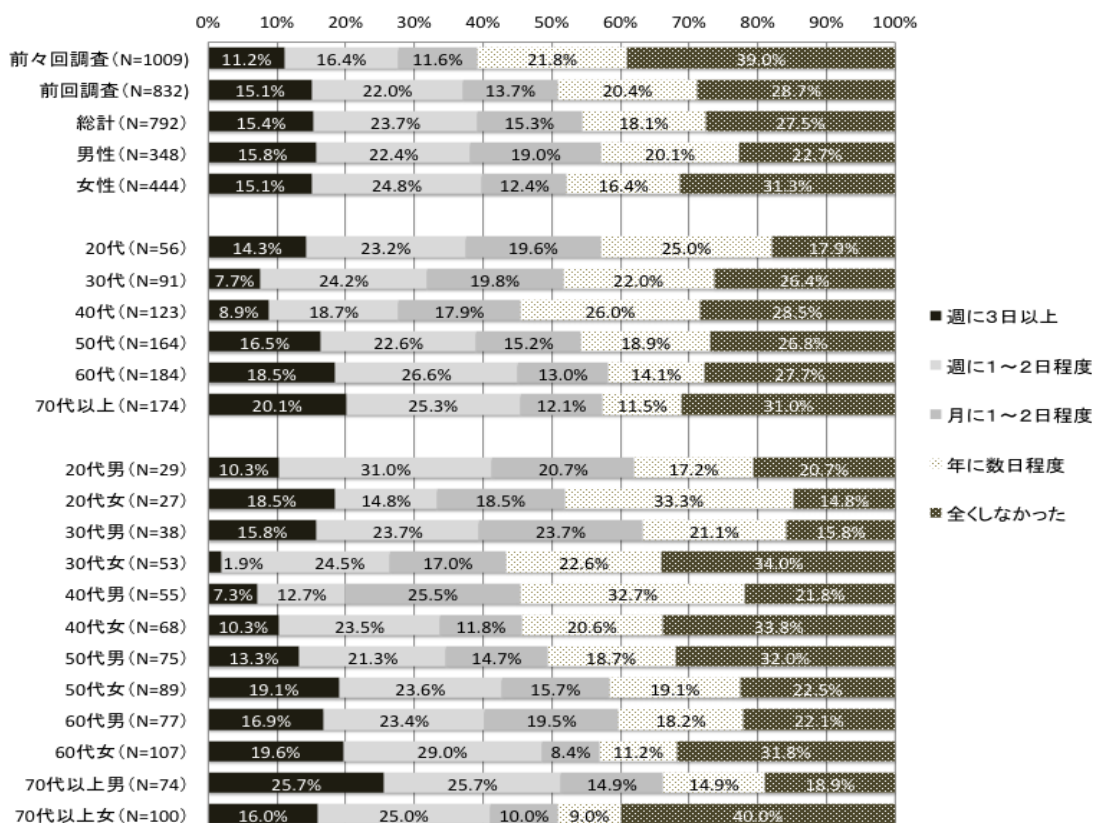 0% 10% 20% 30% 40% 50% 60% 70% 80% 90% 100%
前々回調査(N=1009) 11.2% 16.4% 11.6% 21.8% 39.0%
前回調査(N=832) 15.1% 22.0% 13.7% 20.4% 28.7%
総計(N=792) 15.4% 23.7% 15.3% 18.1% 27.5%
男性(N=348) 15.8% 22.4% 19.0% 20.1% 22.7%
女性(N=444) 15.1% 24.8% 12.4% 16.4% 31.3%
20代(N=56) 14.3% 23.2% 19.6% 25.0% 17.9%
30代(N=91) 7.7% 24.2% 19.8% 22.0% 26.4%
40代(N=123) 8.9% 18.7% 17.9% 26.0% 28.5%
50代(N=164) 16.5% 22.6% 15.2% 18.9% 26.8%
60代(N=184) 18.5% 26.6% 13.0% 14.1% 27.7%
70代以上(N=174) 20.1% 25.3% 12.1% 11.5% 31.0%
20代男(N=29) 10.3% 31.0% 20.7% 17.2% 20.7%
20代女(N=27) 18.5% 14.8% 18.5% 33.3% 14.8%
30代男(N=38) 15.8% 23.7% 23.7% 21.1% 15.8%
30代女(N=53) 1.9% 24.5% 17.0% 22.6% 34.0%
40代男(N=55) 7.3% 12.7% 25.5% 32.7% 21.8%
40代女(N=68) 10.3% 23.5% 11.8% 20.6% 33.8%
50代男(N=75) 13.3% 21.3% 14.7% 18.7% 32.0%
50代女(N=89) 19.1% 23.6% 15.7% 19.1% 22.5%
60代男(N=77) 16.9% 23.4% 19.5% 18.2% 22.1%
60代女(N=107) 19.6% 29.0% 8.4% 11.2% 31.8%
70代以上男(N=74) 25.7% 25.7% 14.9% 14.9% 18.9%
70代以上女(N=100) 16.0% 25.0% 10.0% 9.0% 40.0%
週に3日以上
週に1～2日程度
月に1～2日程度
年に数日程度
全くしなかった